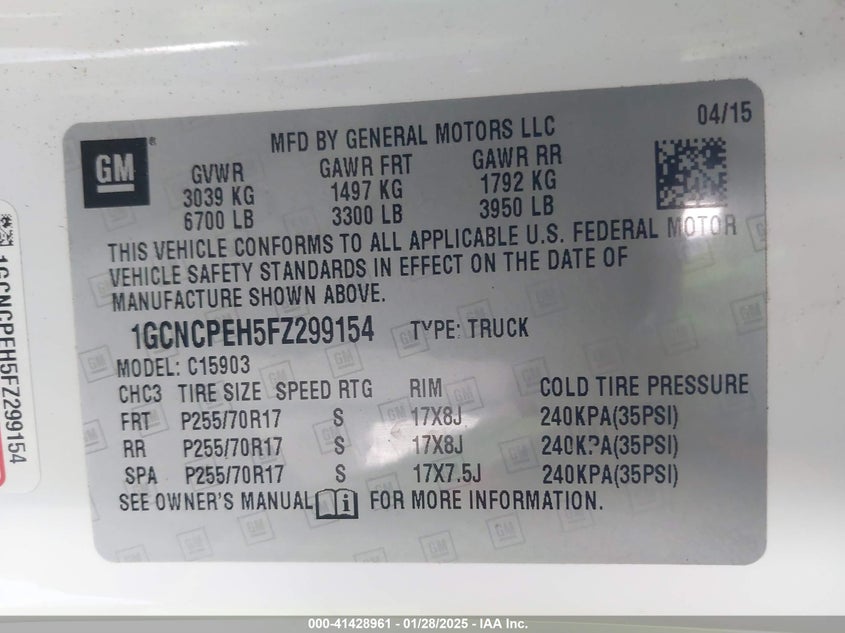 04/15
GM®
MFD BY GENERAL MOTORS LLC
GVWR GAWR FRT GAWR RR
3039 KG 1497 KG 1792 KG
6700 LB 3300 LB 3950 LB
THIS VEHICLE CONFORMS TO ALL APPLICABLE U.S. FEDERAL MOTOR
VEHICLE SAFETY STANDARDS IN EFFECT ON THE DATE OF
MANUFACTURE SHOWN ABOVE.
1GCNCPEH5FZ299154 TYPE: TRUCK
MODEL: C15903
CHC3 TIRE SIZE SPEED RTG RIM COLD TIRE PRESSURE
FRT P255/70R17 S 17X8J 240KPA(35PSI)
RR P255/70R17 S 17X8J 240KPA(35PSI)
SPA P255/70R17 S 17X7.5J 240KPA(35PSI)
SEE OWNER'S MANUAL i FOR MORE INFORMATION.
1GCNCPEH5FZ299154
000-41428961 / 01/28/2025 - IAA Inc.